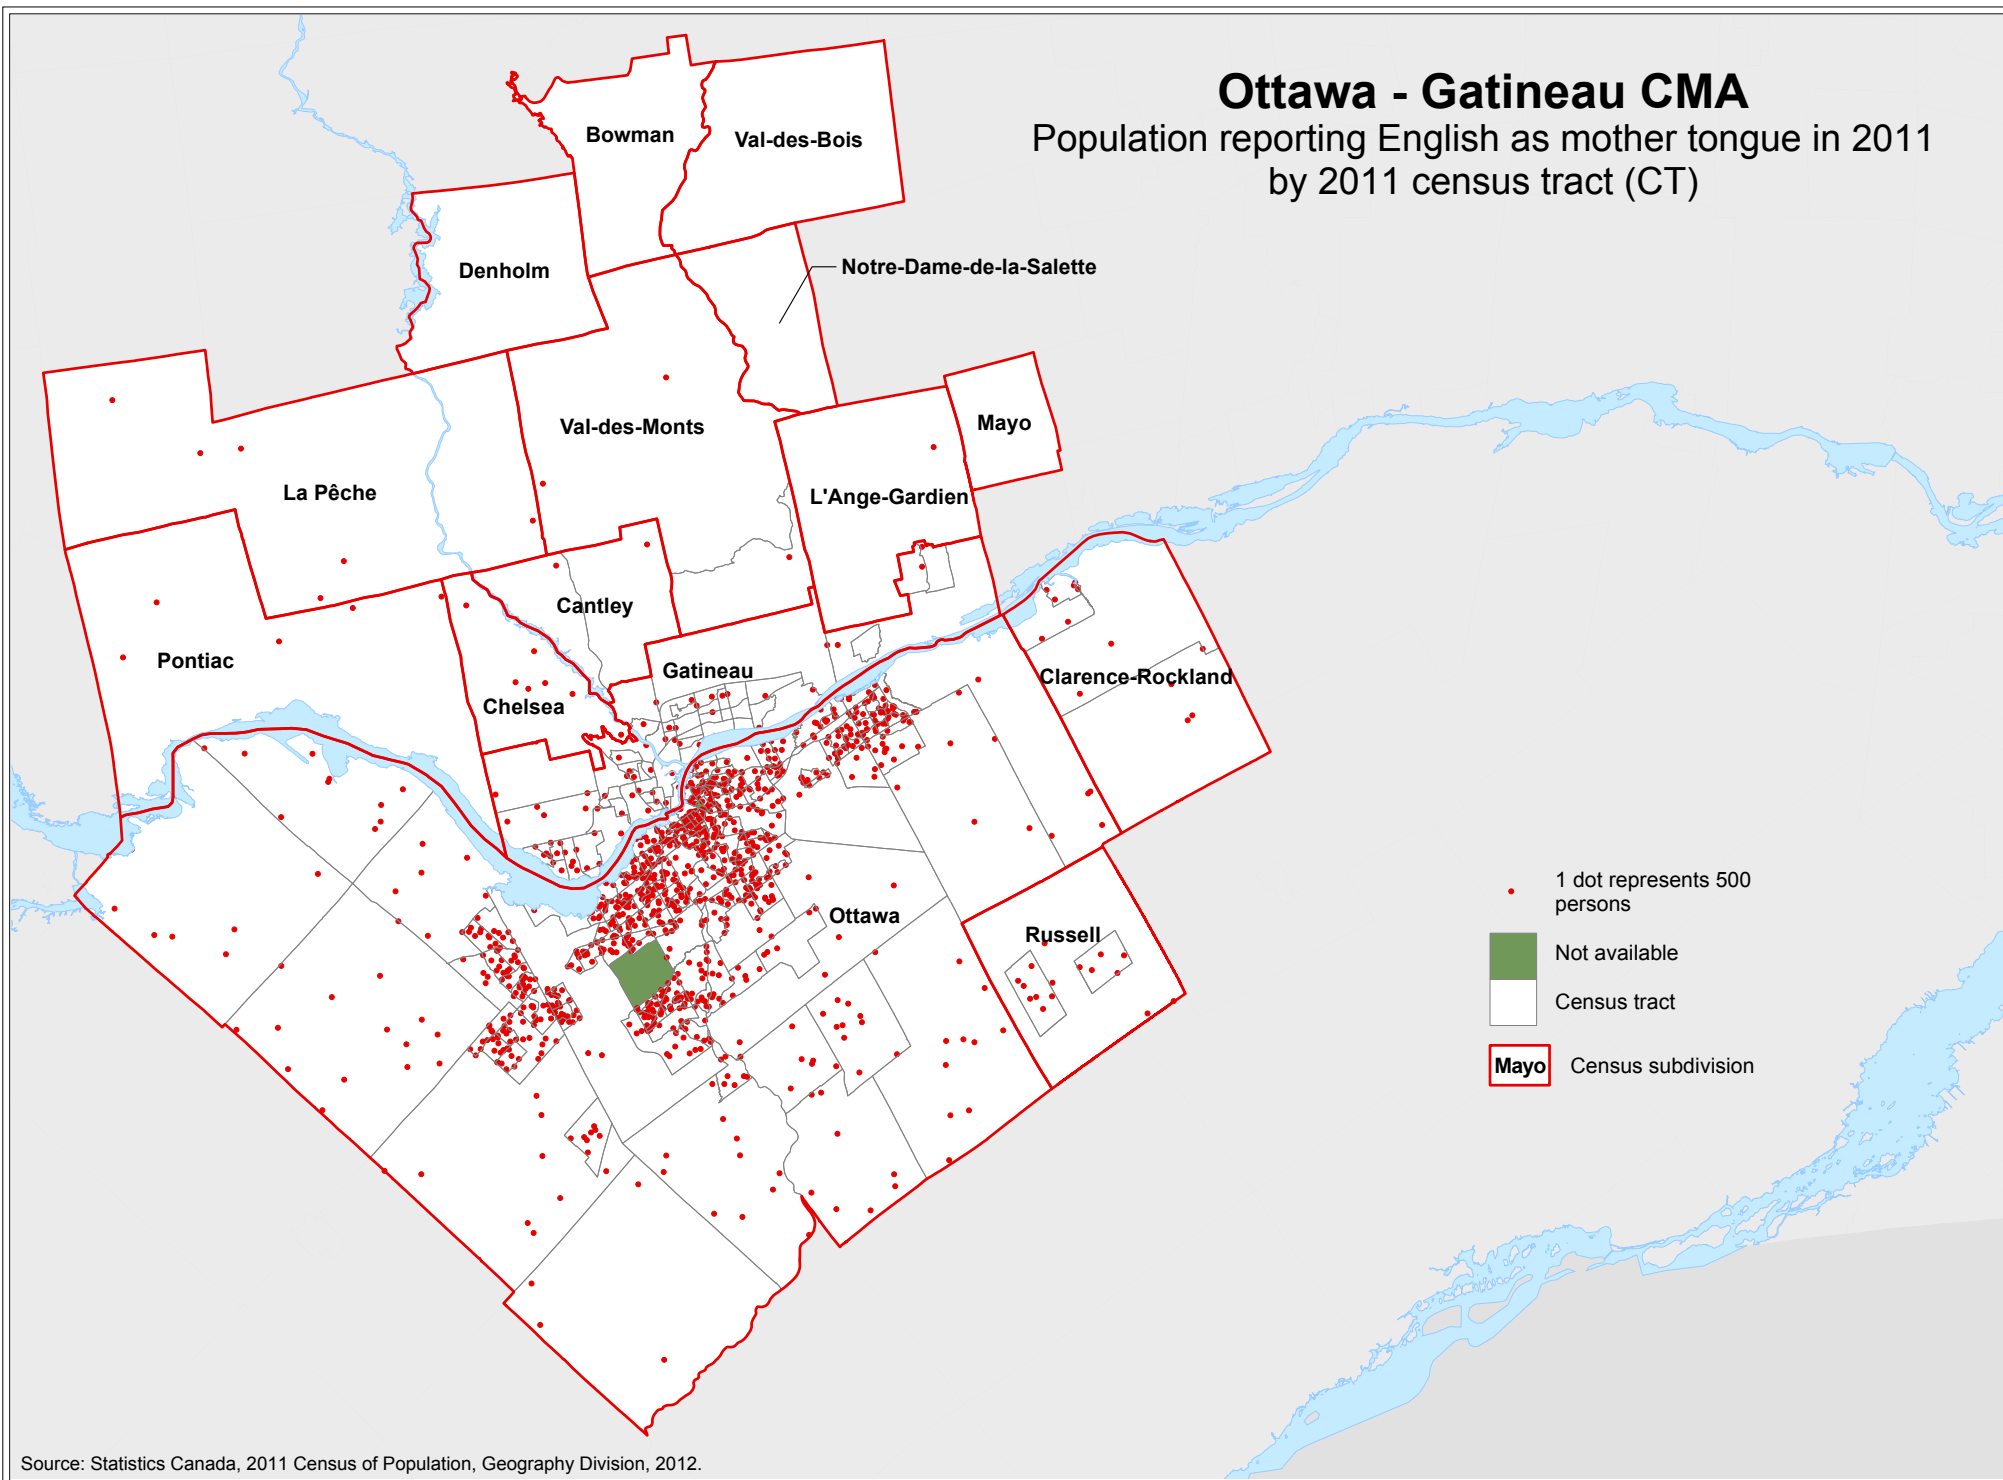 Ottawa - Gatineau CMA
Population reporting English as mother tongue in 2011
by 2011 census tract (CT)
Bowman
Val-des-Bois
Denholm
Notre-Dame-de-la-Salette
Val-des-Monts
Mayo
La Pêche
L'Ange-Gardien
Cantley
Pontiac
Gatineau
Clarence-Rockland
Chelsea
Ottawa
Russell
1 dot represents 500
persons
Not available
Census tract
Mayo Census subdivision
Source: Statistics Canada, 2011 Census of Population, Geography Division, 2012.